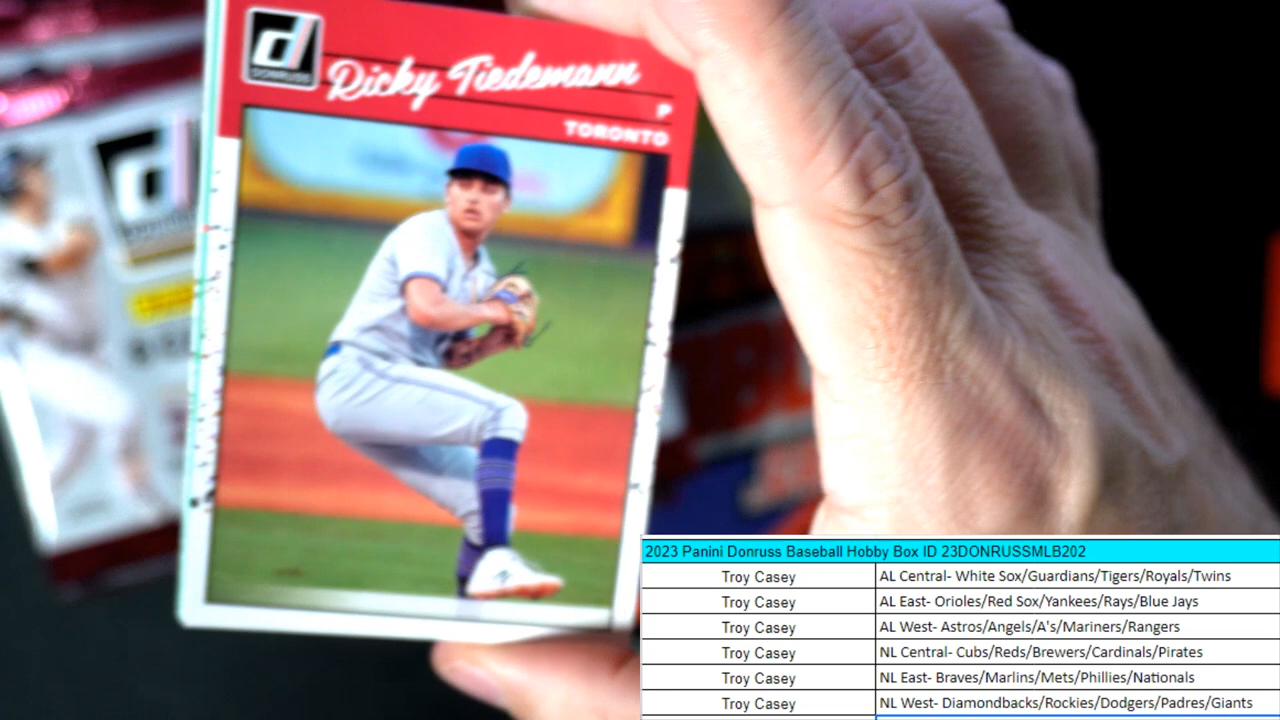 d
DONRUSS
Ricky Tiedemann
P
TORONTO
2023 Panini Donruss Baseball Hobby Box ID 23DONRUSSMLB202
Troy Casey AL Central- White Sox/Guardians/Tigers/Royals/Twins
Troy Casey AL East- Orioles/Red Sox/Yankees/Rays/Blue Jays
Troy Casey AL West- Astros/Angels/A's/Mariners/Rangers
Troy Casey NL Central- Cubs/Reds/Brewers/Cardinals/Pirates
Troy Casey NL East- Braves/Marlins/Mets/Phillies/Nationals
Troy Casey NL West- Diamondbacks/Rockies/Dodgers/Padres/Giants